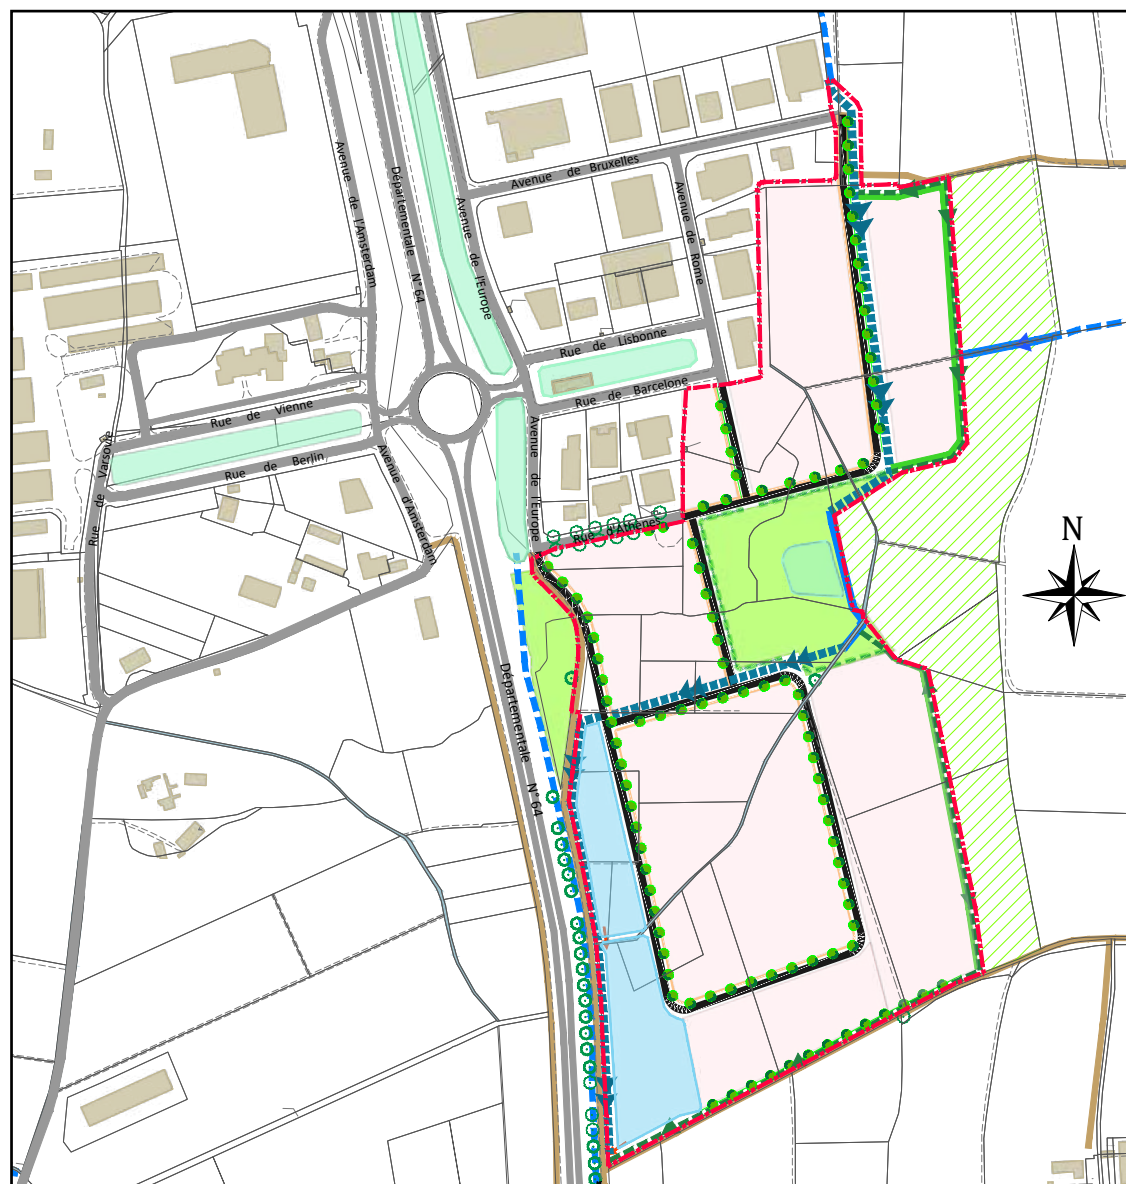 Avenue de Bruxelles
Avenue de l'Amsterdam
Départementale N° 64
Avenue de l'Europe
Avenue de Rome
Rue de Lisbonne
Rue de Barcelone
Rue de Vienne
Rue de Berlin
Rue de Varsovie
Avenue d'Amsterdam
Avenue de l'Europe
Rue d'Athènes
N
Départementale N° 64